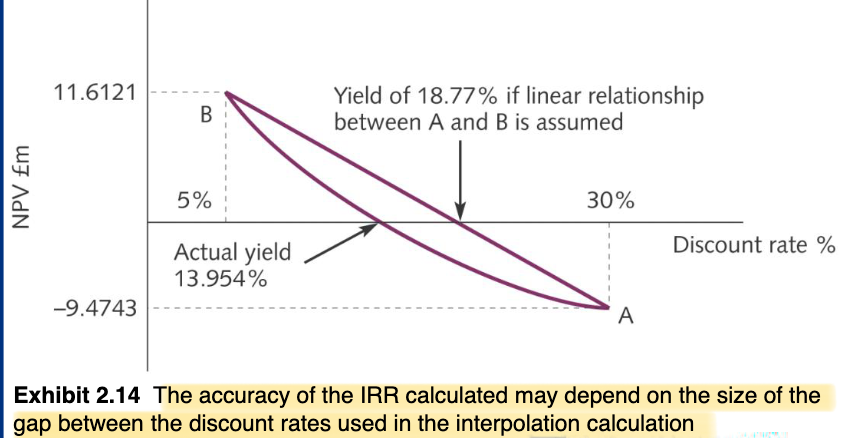 11.6121
B
Yield of 18.77% if linear relationship
between A and B is assumed
NPV £m
5%
30%
Discount rate %
Actual yield
13.954%
–9.4743
A
Exhibit 2.14 The accuracy of the IRR calculated may depend on the size of the
gap between the discount rates used in the interpolation calculation